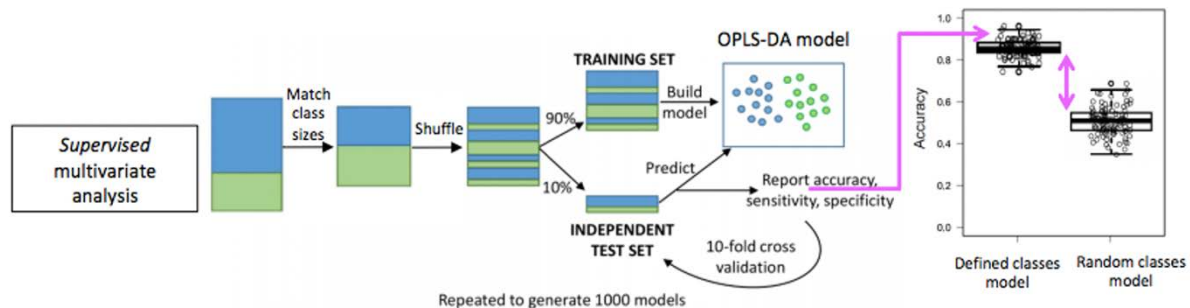 Supervised
multivariate
analysis
Match
class
sizes
Shuffle
90%
10%
TRAINING SET
Build
model
OPLS-DA model
Predict
INDEPENDENT
TEST SET
Report accuracy,
sensitivity, specificity
10-fold cross
validation
Repeated to generate 1000 models
Accuracy
1.0
0.8
0.6
0.4
0.2
0.0
Defined classes
model
Random classes
model